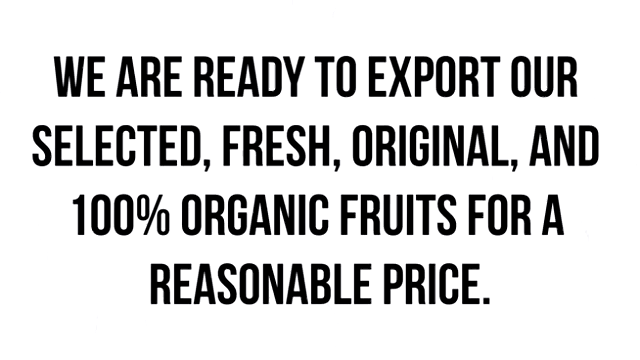 WE ARE READY TO EXPORT OUR
SELECTED, FRESH, ORIGINAL, AND
100% ORGANIC FRUITS FOR A
REASONABLE PRICE.